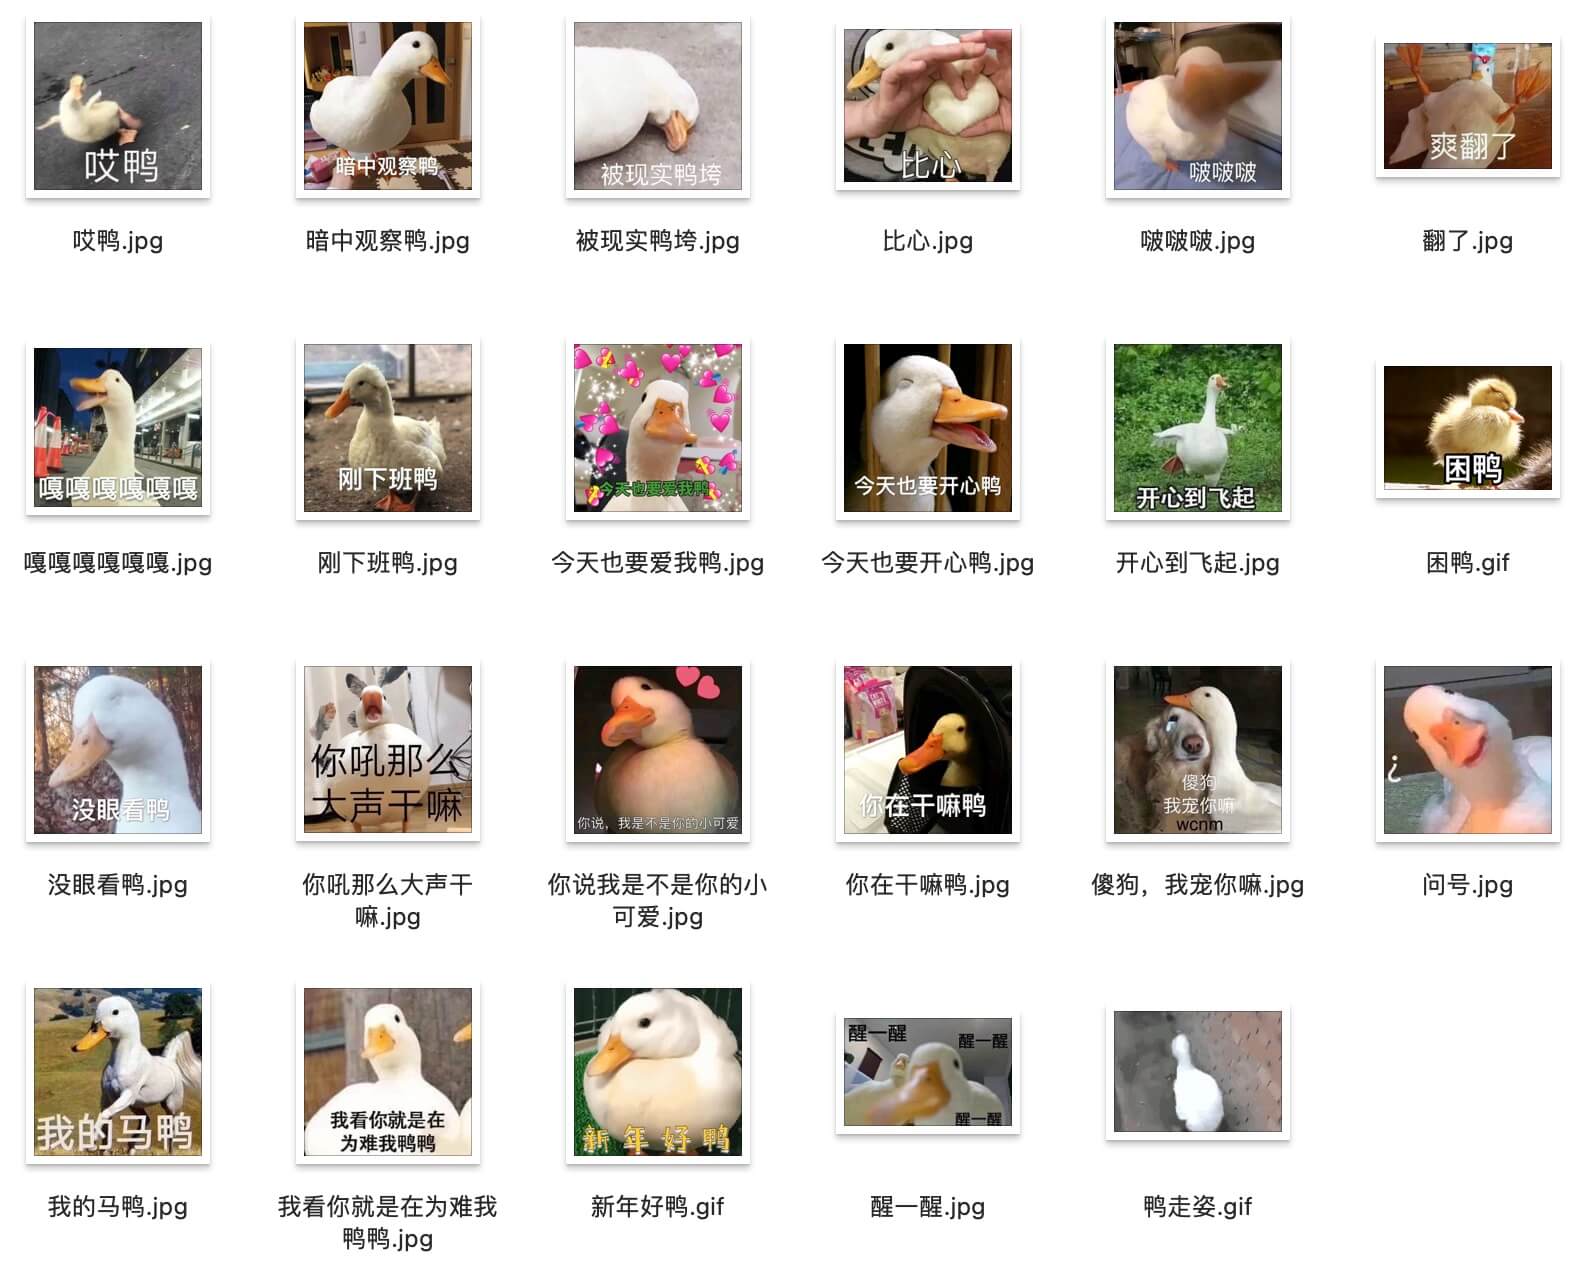 哎鸭
暗中观察鸭
被现实鸭垮
比心
啵啵啵
爽翻了
哎鸭.jpg
暗中观察鸭.jpg
被现实鸭垮.jpg
比心.jpg
啵啵啵.jpg
翻了.jpg
嘎嘎嘎嘎嘎嘎
刚下班鸭
今天也要爱我鸭
今天也要开心鸭
开心到飞起
困鸭
嘎嘎嘎嘎嘎嘎.jpg
刚下班鸭.jpg
今天也要爱我鸭.jpg
今天也要开心鸭.jpg
开心到飞起.jpg
困鸭.gif
没眼看鸭
你吼那么
大声干嘛
你说，我是不是你的小可爱
你在干嘛鸭
傻狗
我宠你嘛
wcnm
¿
没眼看鸭.jpg
你吼那么大声干
嘛.jpg
你说我是不是你的小
可爱.jpg
你在干嘛鸭.jpg
傻狗，我宠你嘛.jpg
问号.jpg
我的马鸭
我看你就是在
为难我鸭鸭
新年好鸭
醒一醒
醒一醒
醒一醒
我的马鸭.jpg
我看你就是在为难我
鸭鸭.jpg
新年好鸭.gif
醒一醒.jpg
鸭走姿.gif